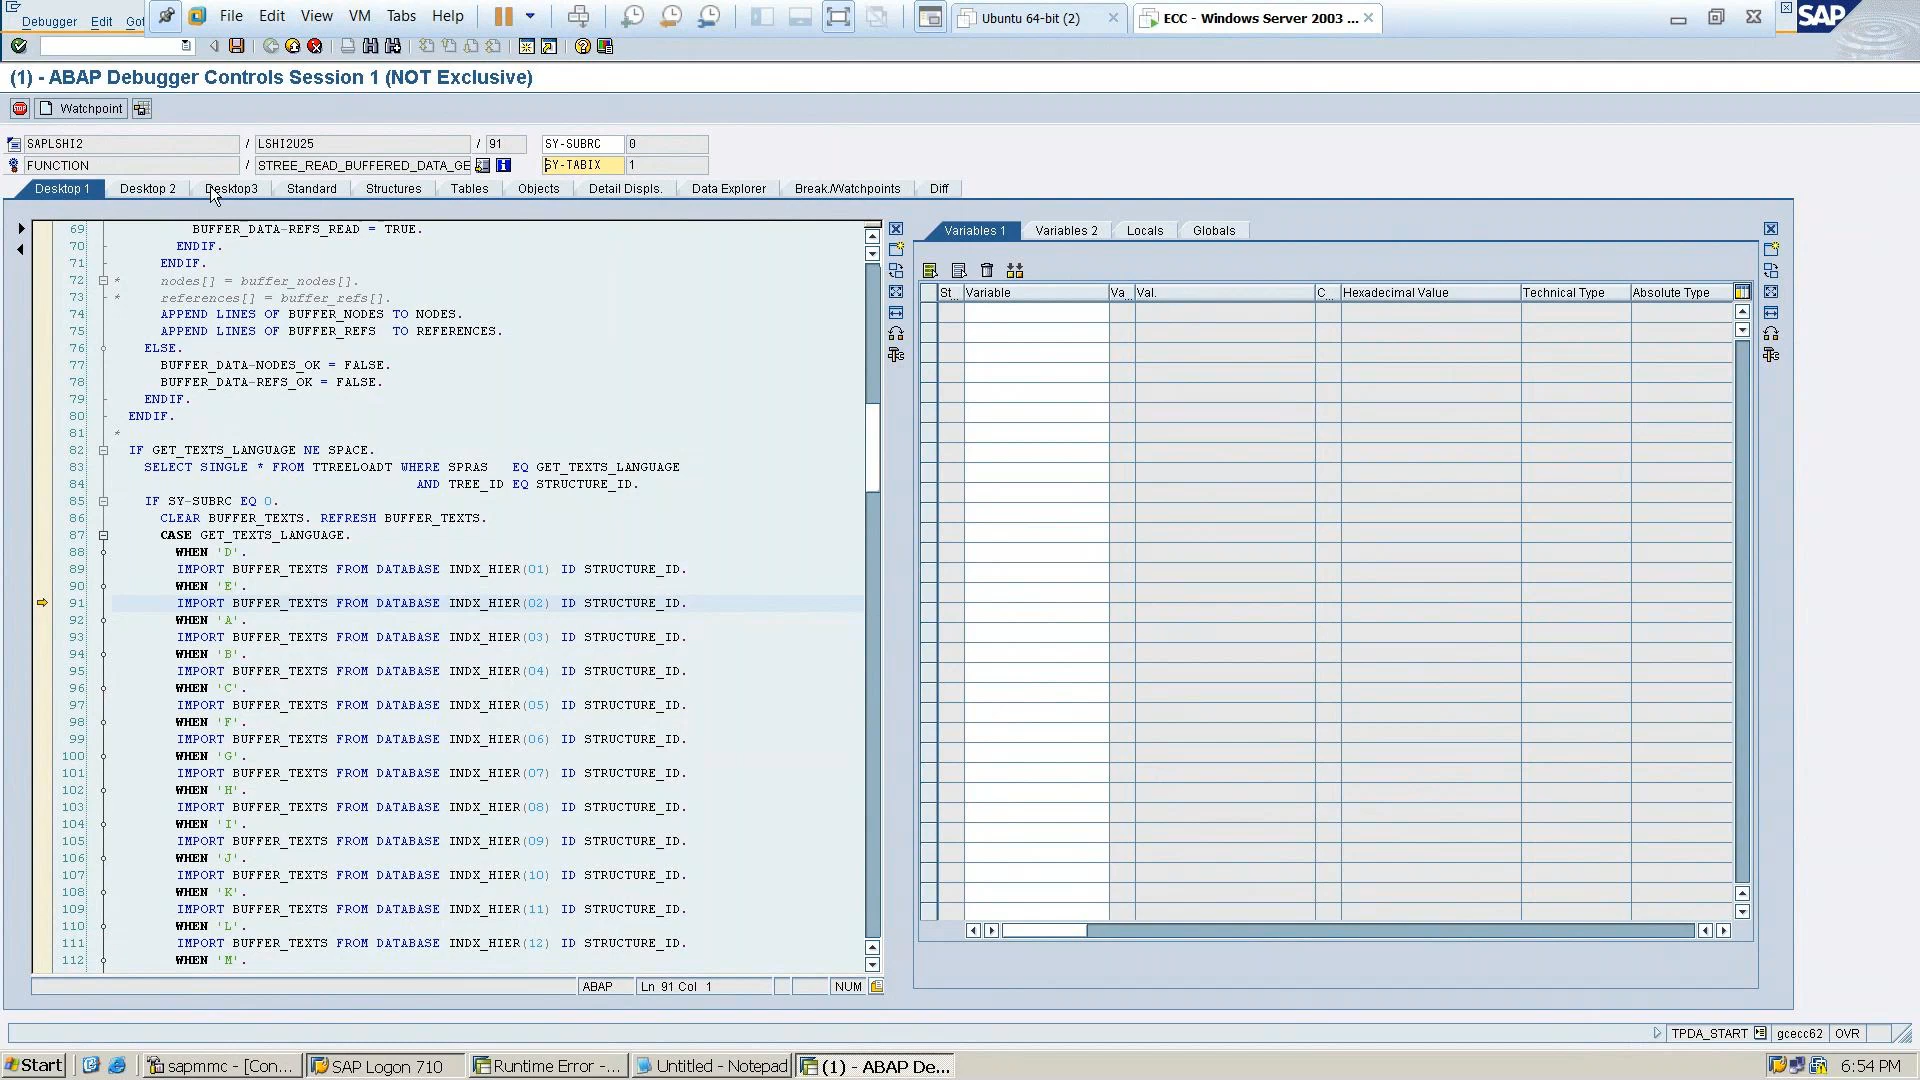 Debugger Edit Got File Edit View VM Tabs Help Ubuntu 64-bit (2) ECC - Windows Server 2003 ... SAP
(1) - ABAP Debugger Controls Session 1 (NOT Exclusive)
STOP Watchpoint
SAPLSHI2 / LSHI2U25 / 91 SY-SUBRC 0
FUNCTION / STREE_READ_BUFFERED_DATA_GE SY-TABIX 1
Desktop 1 Desktop 2 Desktop3 Standard Structures Tables Objects Detail Displs. Data Explorer Break./Watchpoints Diff
Variables 1 Variables 2 Locals Globals
St... Variable Va... Val. C... Hexadecimal Value Technical Type Absolute Type
69 BUFFER_DATA-REFS_READ = TRUE.
70 ENDIF.
71 ENDIF.
72 * nodes[] = buffer_nodes[].
73 * references[] = buffer_refs[].
74 APPEND LINES OF BUFFER_NODES TO NODES.
75 APPEND LINES OF BUFFER_REFS TO REFERENCES.
76 ELSE.
77 BUFFER_DATA-NODES_OK = FALSE.
78 BUFFER_DATA-REFS_OK = FALSE.
79 ENDIF.
80 ENDIF.
81 *
82 IF GET_TEXTS_LANGUAGE NE SPACE.
83 SELECT SINGLE * FROM TTREELOADT WHERE SPRAS EQ GET_TEXTS_LANGUAGE
84 AND TREE_ID EQ STRUCTURE_ID.
85 IF SY-SUBRC EQ 0.
86 CLEAR BUFFER_TEXTS. REFRESH BUFFER_TEXTS.
87 CASE GET_TEXTS_LANGUAGE.
88 WHEN 'D'.
89 IMPORT BUFFER_TEXTS FROM DATABASE INDX_HIER(01) ID STRUCTURE_ID.
90 WHEN 'E'.
91 IMPORT BUFFER_TEXTS FROM DATABASE INDX_HIER(02) ID STRUCTURE_ID.
92 WHEN 'A'.
93 IMPORT BUFFER_TEXTS FROM DATABASE INDX_HIER(03) ID STRUCTURE_ID.
94 WHEN 'B'.
95 IMPORT BUFFER_TEXTS FROM DATABASE INDX_HIER(04) ID STRUCTURE_ID.
96 WHEN 'C'.
97 IMPORT BUFFER_TEXTS FROM DATABASE INDX_HIER(05) ID STRUCTURE_ID.
98 WHEN 'F'.
99 IMPORT BUFFER_TEXTS FROM DATABASE INDX_HIER(06) ID STRUCTURE_ID.
100 WHEN 'G'.
101 IMPORT BUFFER_TEXTS FROM DATABASE INDX_HIER(07) ID STRUCTURE_ID.
102 WHEN 'H'.
103 IMPORT BUFFER_TEXTS FROM DATABASE INDX_HIER(08) ID STRUCTURE_ID.
104 WHEN 'I'.
105 IMPORT BUFFER_TEXTS FROM DATABASE INDX_HIER(09) ID STRUCTURE_ID.
106 WHEN 'J'.
107 IMPORT BUFFER_TEXTS FROM DATABASE INDX_HIER(10) ID STRUCTURE_ID.
108 WHEN 'K'.
109 IMPORT BUFFER_TEXTS FROM DATABASE INDX_HIER(11) ID STRUCTURE_ID.
110 WHEN 'L'.
111 IMPORT BUFFER_TEXTS FROM DATABASE INDX_HIER(12) ID STRUCTURE_ID.
112 WHEN 'M'.
ABAP Ln 91 Col 1 NUM
TPDA_START gcecc62 OVR
Start sapmmc - [Con... SAP Logon 710 Runtime Error -... Untitled - Notepad (1) - ABAP De... 6:54 PM